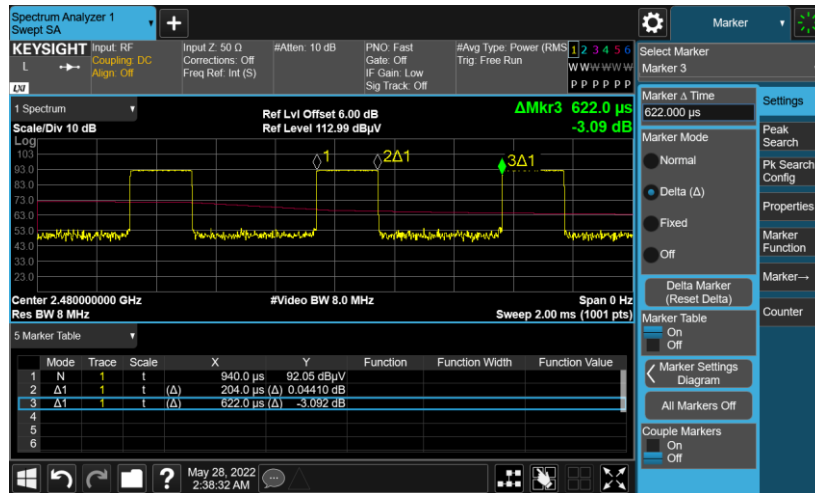 Spectrum Analyzer 1
Swept SA
Marker
KEYSIGHT
L
LXI
Input: RF
Coupling: DC
Align: Off
Input Z: 50 Ω
Corrections: Off
Freq Ref: Int (S)
#Atten: 10 dB
PNO: Fast
Gate: Off
IF Gain: Low
Sig Track: Off
#Avg Type: Power (RMS
Trig: Free Run
1 2 3 4 5 6
W W W W W W
P P P P P P
Select Marker
Marker 3
1 Spectrum
Scale/Div 10 dB
Log
Ref Lvl Offset 6.00 dB
Ref Level 112.99 dBµV
ΔMkr3 622.0 µs
-3.09 dB
103
93.0
83.0
73.0
63.0
53.0
43.0
33.0
23.0
1
2Δ1
3Δ1
Center 2.480000000 GHz
#Video BW 8.0 MHz
Span 0 Hz
Res BW 8 MHz
Sweep 2.00 ms (1001 pts)
5 Marker Table
Mode Trace Scale X Y Function Function Width Function Value
1 N 1 t 940.0 µs 92.05 dBµV
2 Δ1 1 t (Δ) 204.0 µs (Δ) 0.04410 dB
3 Δ1 1 t (Δ) 622.0 µs (Δ) -3.092 dB
4
5
6
Marker Δ Time
622.000 µs
Marker Mode
Normal
Delta (Δ)
Fixed
Off
Delta Marker
(Reset Delta)
Marker Table
On
Off
Marker Settings
Diagram
All Markers Off
Couple Markers
On
Off
Settings
Peak
Search
Pk Search
Config
Properties
Marker
Function
Marker→
Counter
?
May 28, 2022
2:38:32 AM